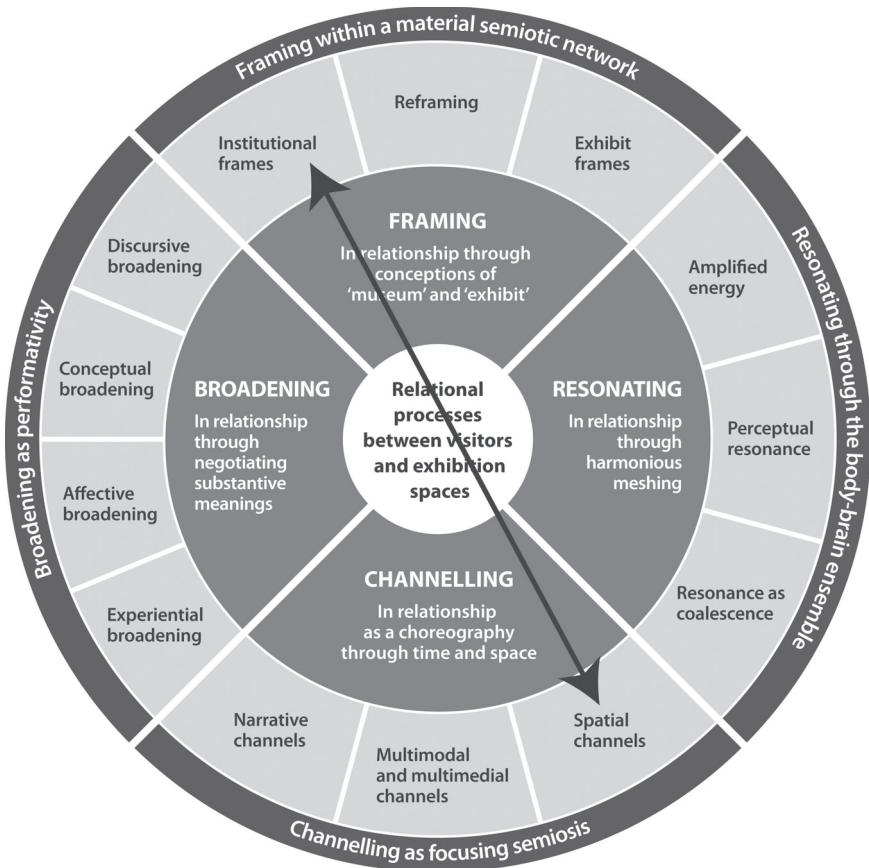 Framing within a material semiotic network
Institutional
frames
Reframing
Exhibit
frames
FRAMING
In relationship through
conceptions of
‘museum’ and ‘exhibit’
Resonating through the body-brain ensemble
Amplified
energy
Perceptual
resonance
Resonance as
coalescence
RESONATING
In relationship
through
harmonious
meshing
Relational
processes
between visitors
and exhibition
spaces
Broadening as performativity
Discursive
broadening
Conceptual
broadening
Affective
broadening
Experiential
broadening
BROADENING
In relationship
through
negotiating
substantive
meanings
CHANNELLING
In relationship
as a choreography
through time and space
Narrative
channels
Multimodal
and multimedial
channels
Spatial
channels
Channelling as focusing semiosis